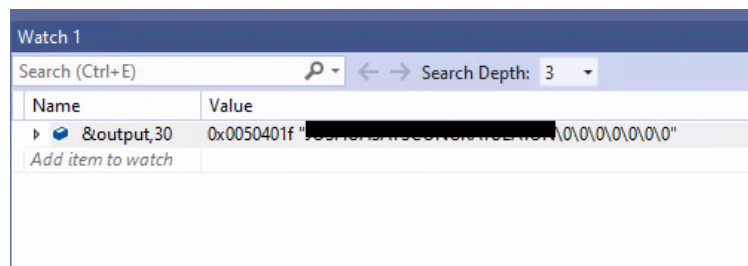 Watch 1
Search (Ctrl+E) Search Depth: 3
Name Value
&output,30 0x0050401f " \0\0\0\0\0\0\0"
Add item to watch